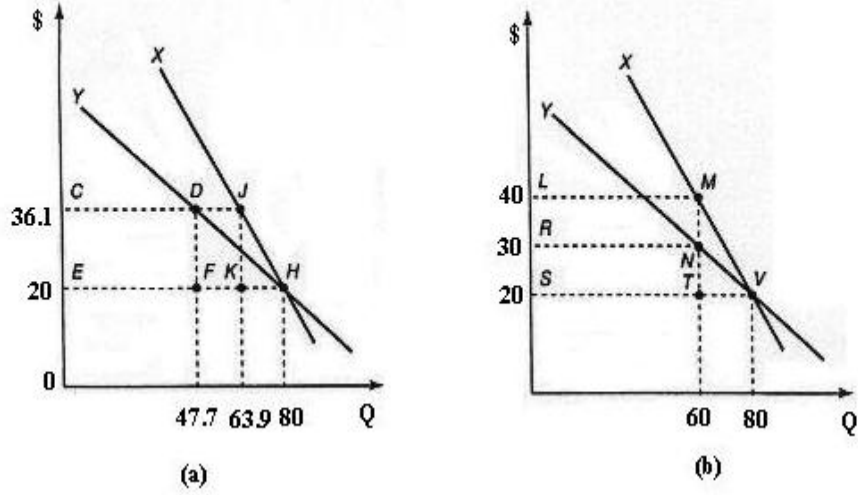 $
X
Y
C D J
36.1
E F K H
20
0
47.7 63.9 80 Q
(a)
$
X
Y
L M
40
R
30
N
S T V
20
60 80 Q
(b)